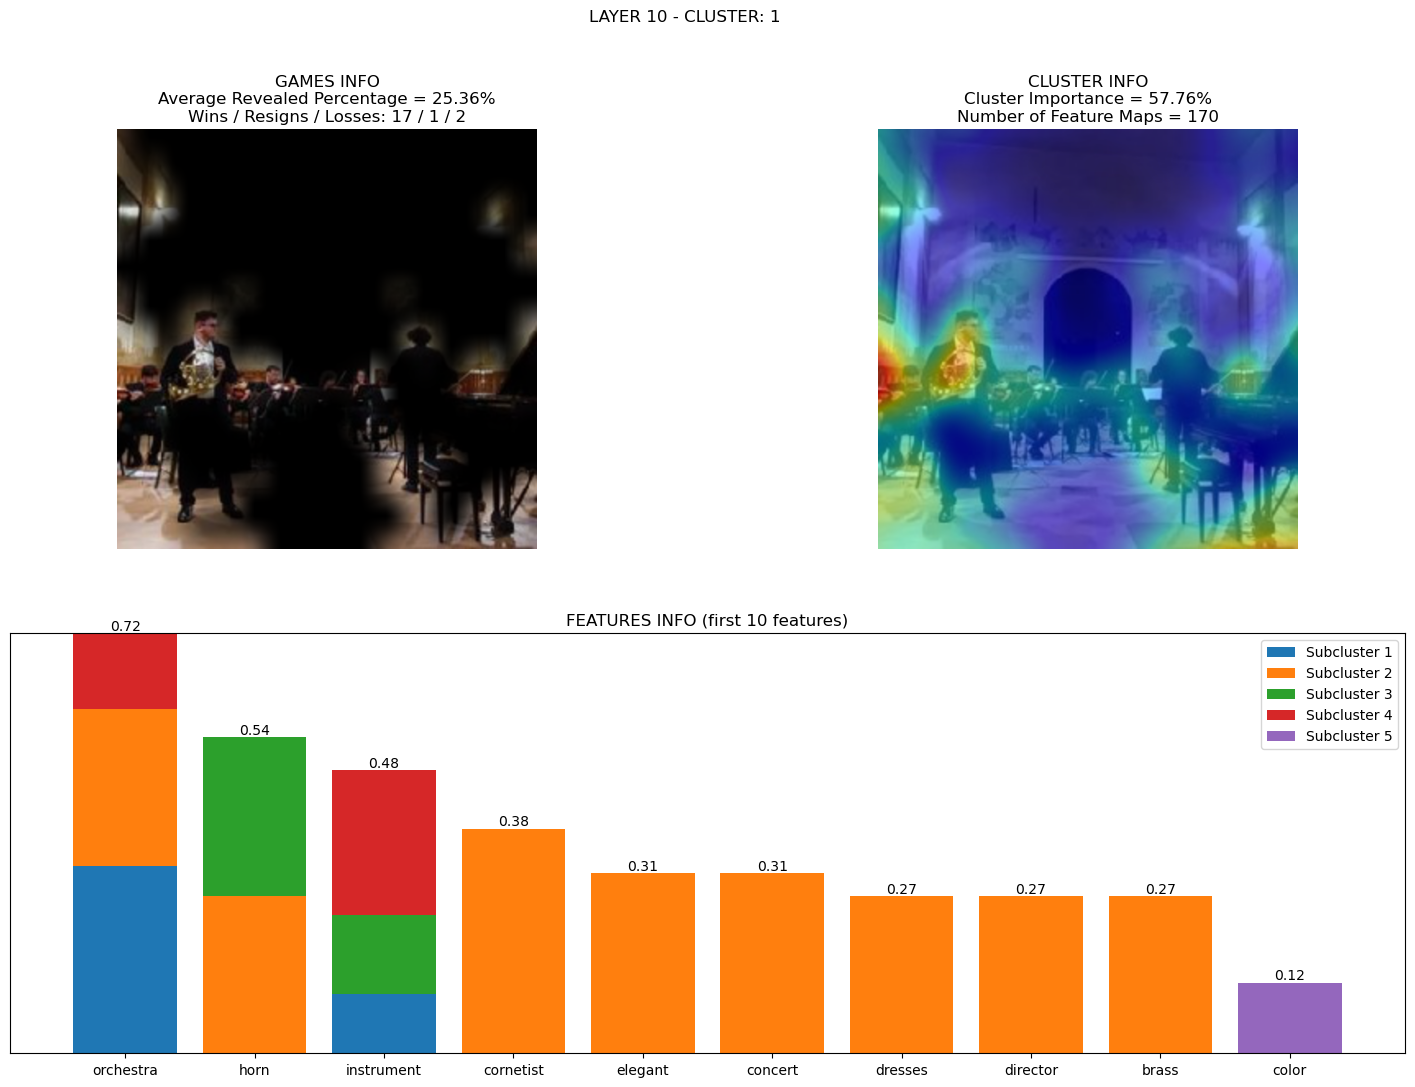 LAYER 10 - CLUSTER: 1
GAMES INFO
Average Revealed Percentage = 25.36%
Wins / Resigns / Losses: 17 / 1 / 2
CLUSTER INFO
Cluster Importance = 57.76%
Number of Feature Maps = 170
FEATURES INFO (first 10 features)
0.72
0.54
0.48
0.38
0.31
0.31
0.27
0.27
0.27
0.12
Subcluster 1
Subcluster 2
Subcluster 3
Subcluster 4
Subcluster 5
orchestra
horn
instrument
cornetist
elegant
concert
dresses
director
brass
color